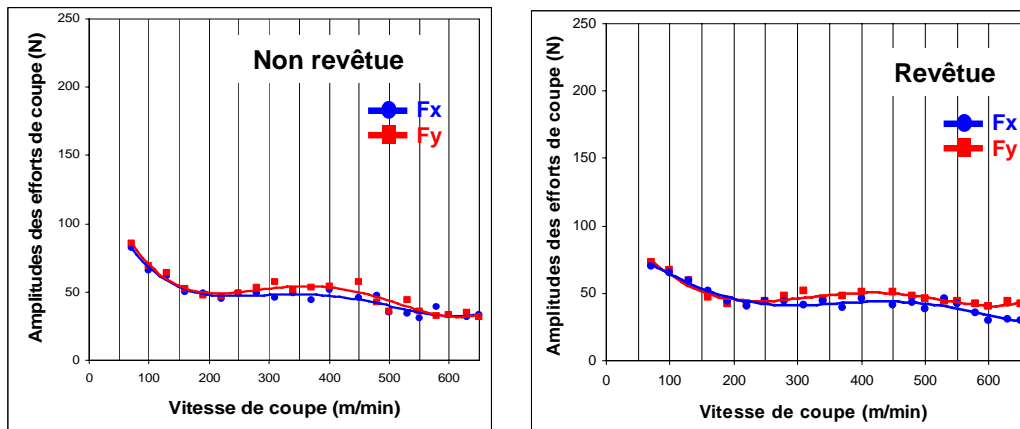 Amplitudes des efforts de coupe (N)
250
200
150
100
50
0
Non revêtue
Fx
Fy
0 100 200 300 400 500 600
Vitesse de coupe (m/min)
Amplitudes des efforts de coupe (N)
250
200
150
100
50
0
Revêtue
Fx
Fy
0 100 200 300 400 500 600
Vitesse de coupe (m/min)